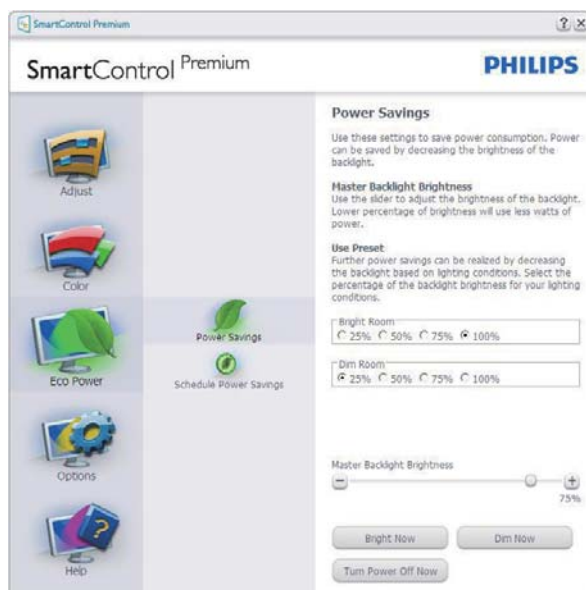 SmartControl Premium
SmartControl Premium
PHILIPS
Adjust
Color
Eco Power
Options
Help
Power Savings
Schedule Power Savings
Power Savings
Use these settings to save power consumption. Power
can be saved by decreasing the brightness of the
backlight.
Master Backlight Brightness
Use the slider to adjust the brightness of the backlight.
Lower percentage of brightness will use less watts of
power.
Use Preset
Further power savings can be realized by decreasing
the backlight based on lighting conditions. Select the
percentage of the backlight brightness for your lighting
conditions.
Bright Room
25% 50% 75% 100%
Dim Room
25% 50% 75% 100%
Master Backlight Brightness
75%
Bright Now Dim Now
Turn Power Off Now